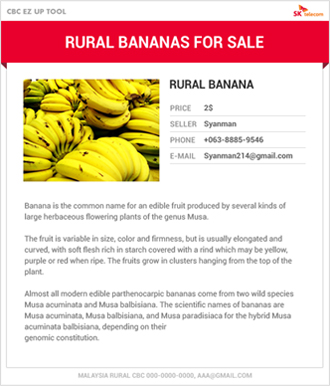 CBC EZ UP TOOL
SK telecom
RURAL BANANAS FOR SALE
RURAL BANANA
PRICE 2$
SELLER Syanman
PHONE +063-8885-9546
E-MAIL Syanman214@gmail.com
Banana is the common name for an edible fruit produced by several kinds of
large herbaceous flowering plants of the genus Musa.
The fruit is variable in size, color and firmness, but is usually elongated and
curved, with soft flesh rich in starch covered with a rind which may be yellow,
purple or red when ripe. The fruits grow in clusters hanging from the top of
the plant.
Almost all modern edible parthenocarpic bananas come from two wild species
Musa acuminata and Musa balbisiana. The scientific names of bananas are
Musa acuminata, Musa balbisiana, and Musa paradisiaca for the hybrid Musa
acuminata balbisiana, depending on their
genomic constitution.
MALAYSIA RURAL CBC 000-0000-0000, AAA@GMAIL.COM